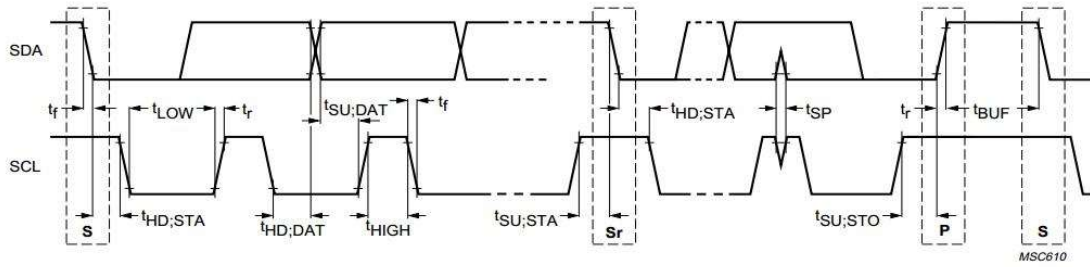 SDA
tf tLOW tr tSU;DAT tf tHD;STA tSP tr tBUF
SCL
tHD;STA tHD;DAT tHIGH tSU;STA tSU;STO
S Sr P S
MSC610